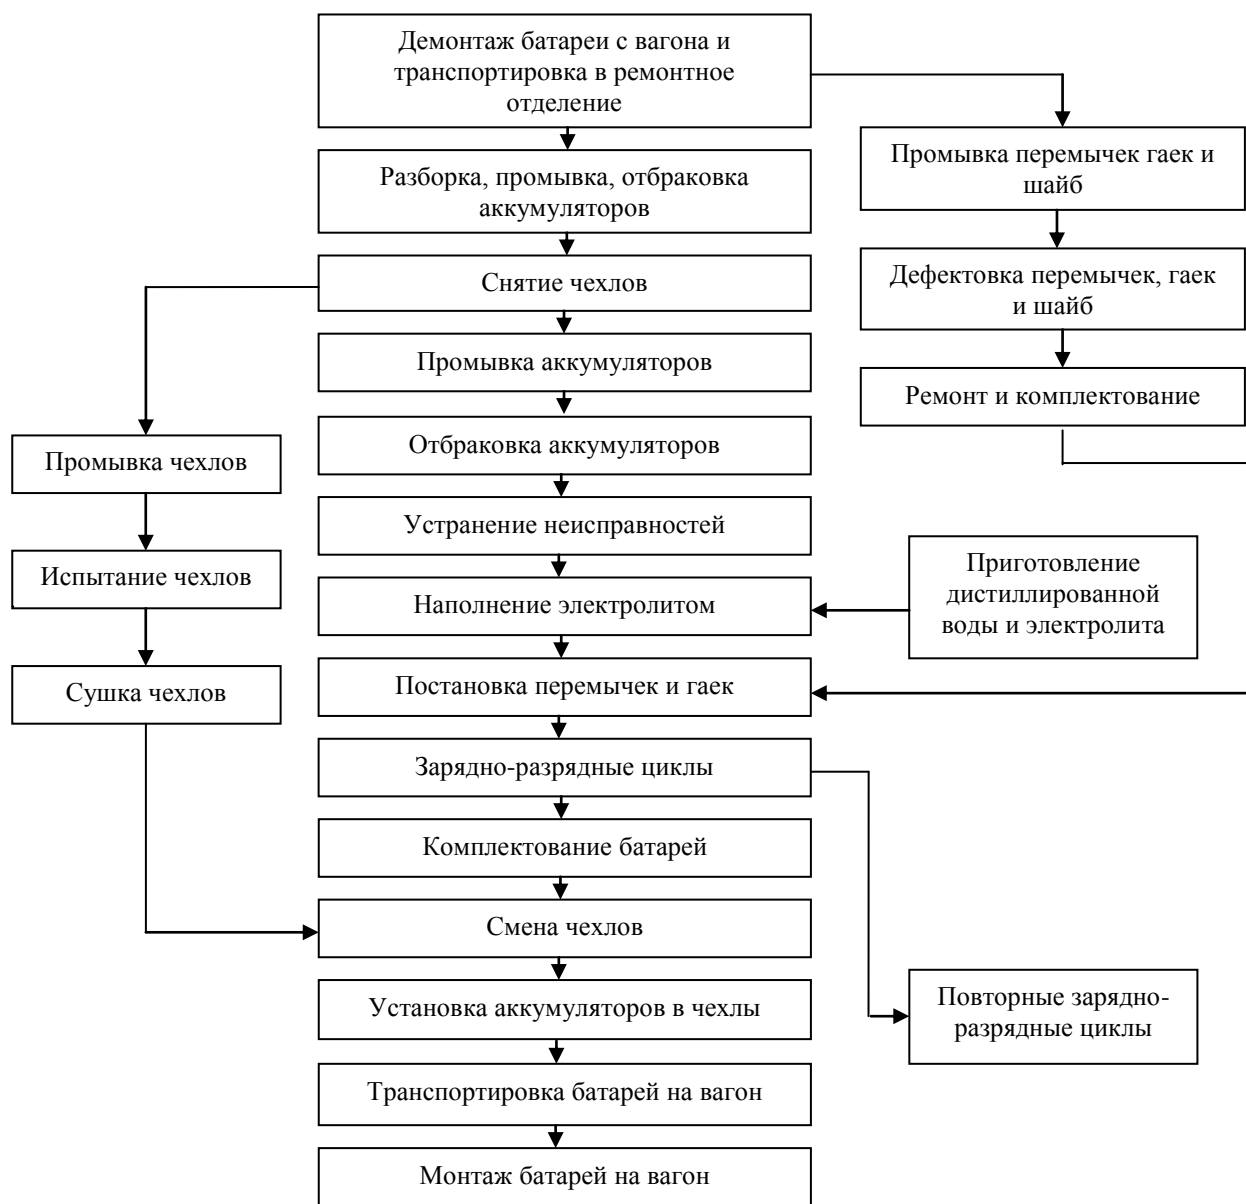 Демонтаж батареи с вагона и
транспортировка в ремонтное
отделение
Промывка перемычек гаек и
шайб
Разборка, промывка, отбраковка
аккумуляторов
Снятие чехлов
Дефектовка перемычек, гаек
и шайб
Промывка аккумуляторов
Ремонт и комплектование
Отбраковка аккумуляторов
Промывка чехлов
Устранение неисправностей
Испытание чехлов
Наполнение электролитом
Приготовление
дистиллированной
воды и электролита
Сушка чехлов
Постановка перемычек и гаек
Зарядно-разрядные циклы
Комплектование батарей
Смена чехлов
Установка аккумуляторов в чехлы
Повторные зарядно-
разрядные циклы
Транспортировка батарей на вагон
Монтаж батарей на вагон